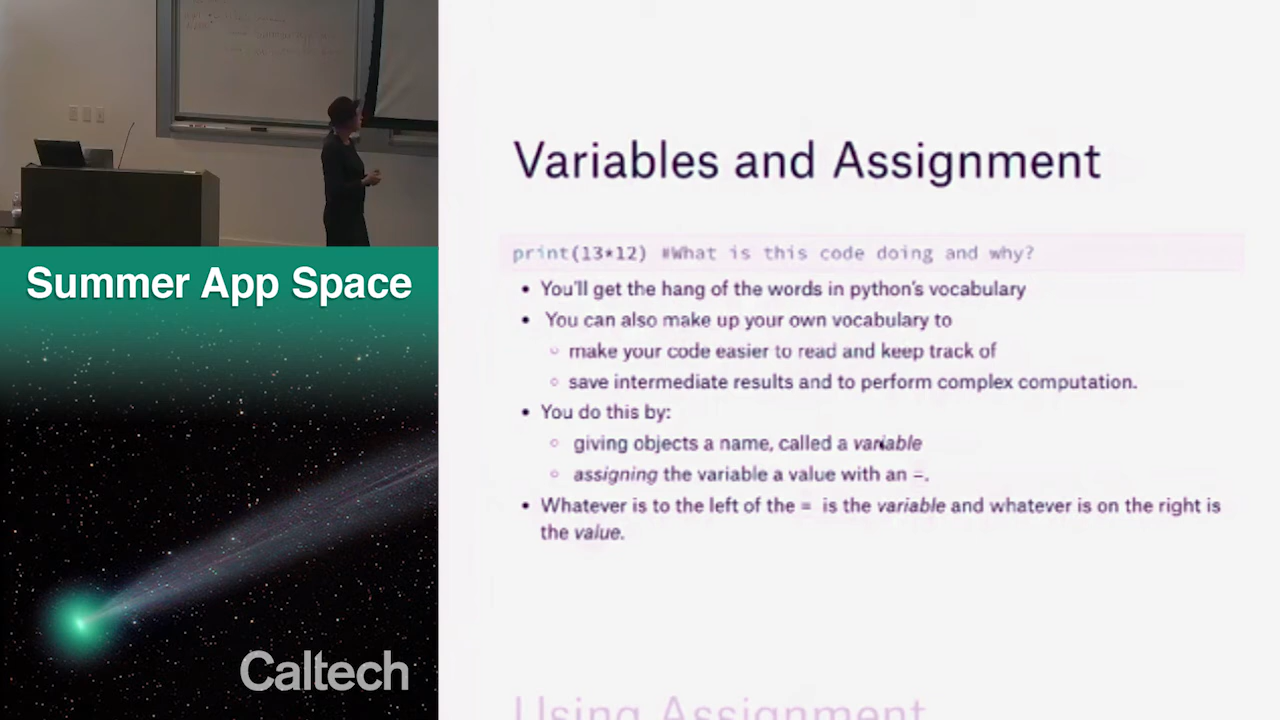 Summer App Space
Caltech
Variables and Assignment
print(13*12) #What is this code doing and why?
• You'll get the hang of the words in python's vocabulary
• You can also make up your own vocabulary to
○ make your code easier to read and keep track of
○ save intermediate results and to perform complex computation.
• You do this by:
○ giving objects a name, called a variable
○ assigning the variable a value with an =.
• Whatever is to the left of the = is the variable and whatever is on the right is
the value.
Using Assignment